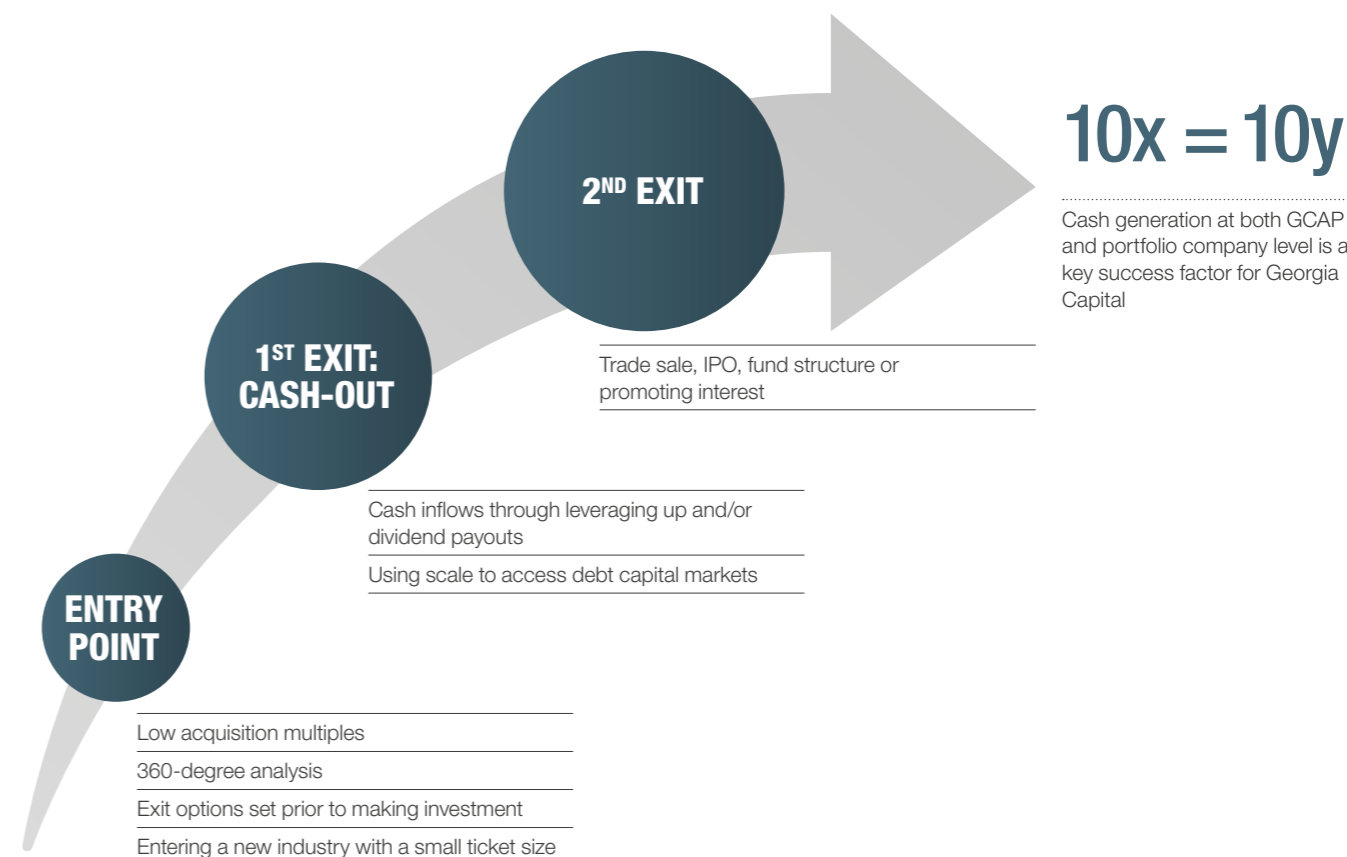 10x = 10y
Cash generation at both GCAP
and portfolio company level is a
key success factor for Georgia
Capital
2ND EXIT
Trade sale, IPO, fund structure or
promoting interest
1ST EXIT:
CASH-OUT
Cash inflows through leveraging up and/or
dividend payouts
Using scale to access debt capital markets
ENTRY
POINT
Low acquisition multiples
360-degree analysis
Exit options set prior to making investment
Entering a new industry with a small ticket size